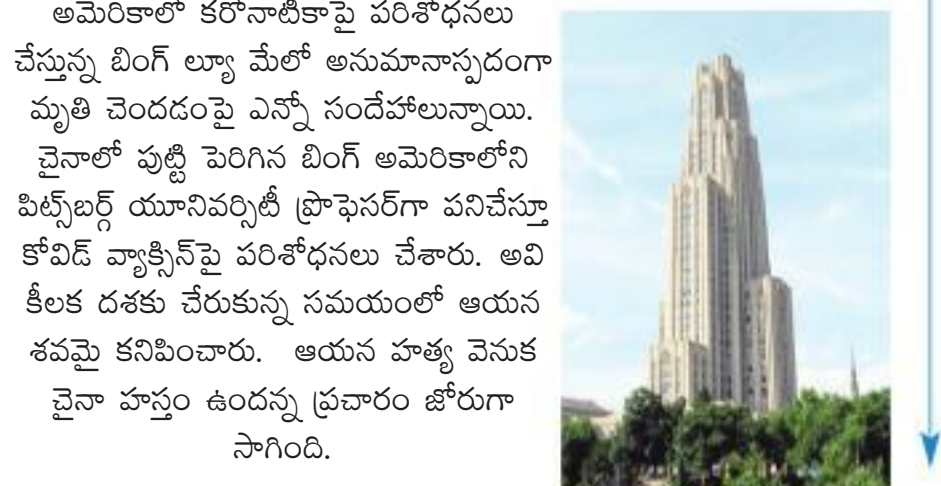 అమెరికాలో కరోనాటికాపై పరిశోధనలు
చేస్తున్న బింగ్ ల్యూ మేలో అనుమానాస్పదంగా
మృతి చెందడంపై ఎన్నో సందేహాలున్నాయి.
చైనాలో పుట్టి పెరిగిన బింగ్ అమెరికాలోని
పిట్స్‌బర్గ్ యూనివర్సిటీ ప్రొఫెసర్‌గా పనిచేస్తూ
కోవిడ్ వ్యాక్సిన్‌పై పరిశోధనలు చేశారు. అవి
కీలక దశకు చేరుకున్న సమయంలో ఆయన
శవమై కనిపించారు. ఆయన హత్య వెనుక
చైనా హస్తం ఉందన్న ప్రచారం జోరుగా
సాగింది.